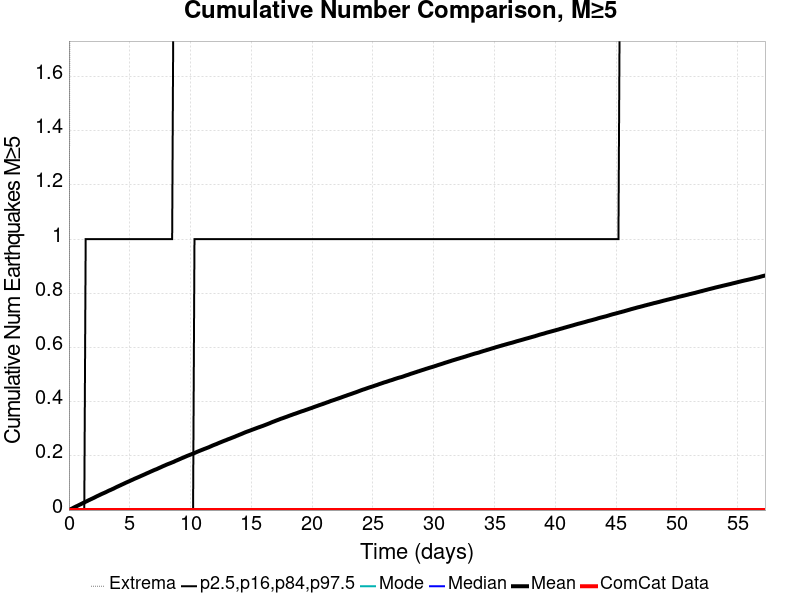 Cumulative Number Comparison, M≥5
Cumulative Num Earthquakes M≥5
1.6
1.4
1.2
1
0.8
0.6
0.4
0.2
0
0 5 10 15 20 25 30 35 40 45 50 55
Time (days)
Extrema p2.5,p16,p84,p97.5 Mode Median Mean ComCat Data